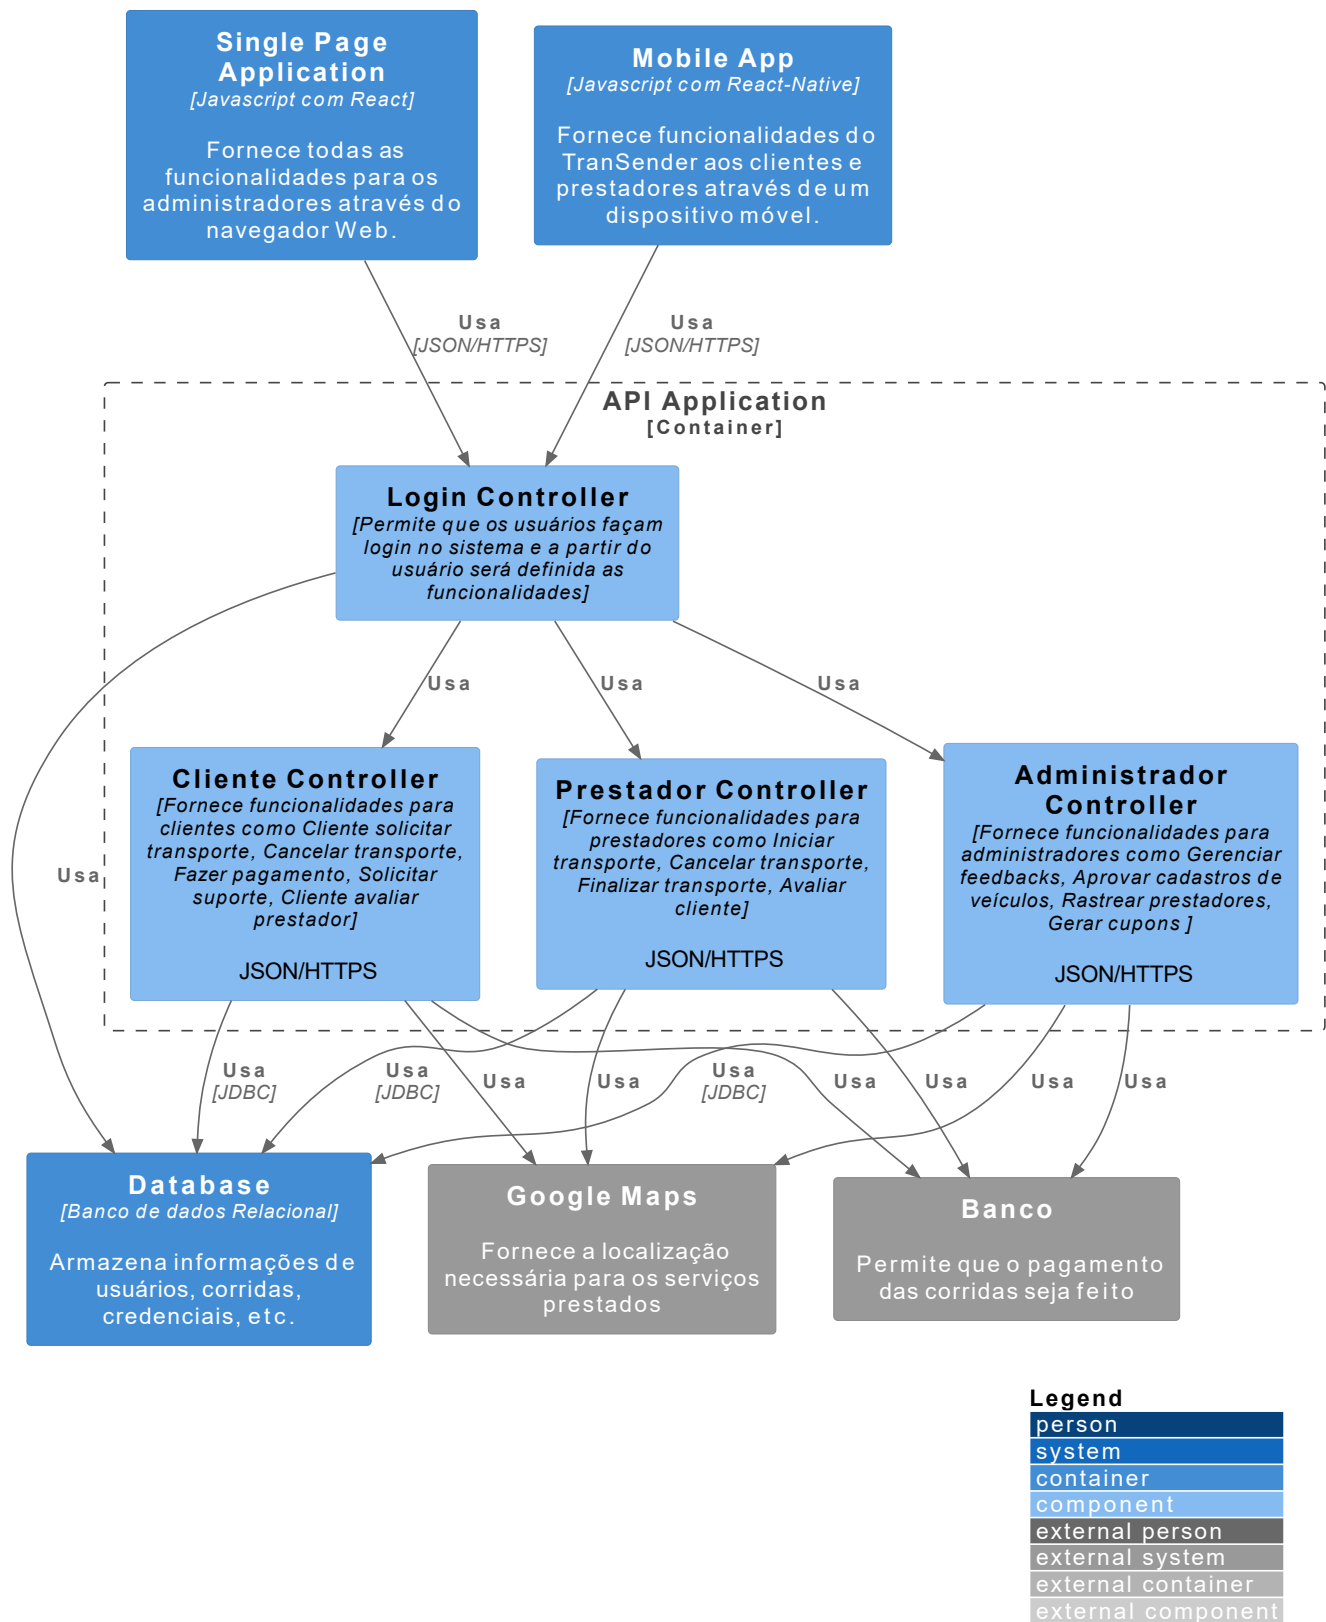 Single Page
Application
[Javascript com React]
Fornece todas as
funcionalidades para os
administradores através do
navegador Web.
Mobile App
[Javascript com React-Native]
Fornece funcionalidades do
TranSender aos clientes e
prestadores através de um
dispositivo móvel.
Usa
[JSON/HTTPS]
Usa
[JSON/HTTPS]
API Application
[Container]
Login Controller
[Permite que os usuários façam
login no sistema e a partir do
usuário será definida as
funcionalidades]
Usa
Usa
Usa
Usa
Cliente Controller
[Fornece funcionalidades para
clientes como Cliente solicitar
transporte, Cancelar transporte,
Fazer pagamento, Solicitar
suporte, Cliente avaliar
prestador]
JSON/HTTPS
Prestador Controller
[Fornece funcionalidades para
prestadores como Iniciar
transporte, Cancelar transporte,
Finalizar transporte, Avaliar
cliente]
JSON/HTTPS
Administrador
Controller
[Fornece funcionalidades para
administradores como Gerenciar
feedbacks, Aprovar cadastros de
veículos, Rastrear prestadores,
Gerar cupons ]
JSON/HTTPS
Usa
[JDBC]
Usa
[JDBC]
Usa
Usa
Usa
[JDBC]
Usa
Usa
Usa
Usa
Database
[Banco de dados Relacional]
Armazena informações de
usuários, corridas,
credenciais, etc.
Google Maps
Fornece a localização
necessária para os serviços
prestados
Banco
Permite que o pagamento
das corridas seja feito
Legend
person
system
container
component
external person
external system
external container
external component